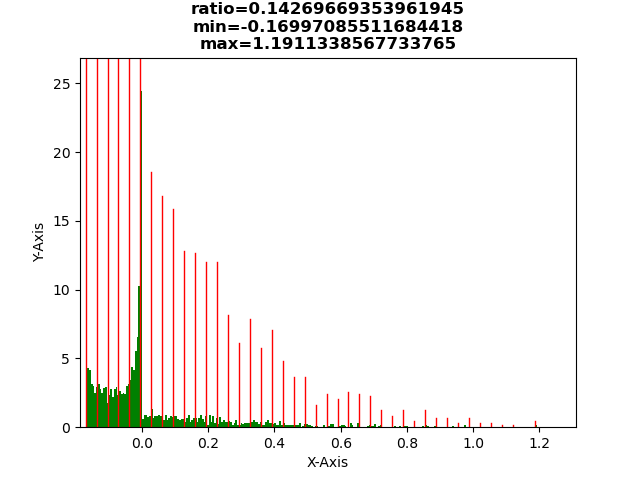 ratio=0.14269669353961945
min=-0.16997085511684418
max=1.1911338567733765
25
20
15
10
5
0
Y-Axis
0.0 0.2 0.4 0.6 0.8 1.0 1.2
X-Axis